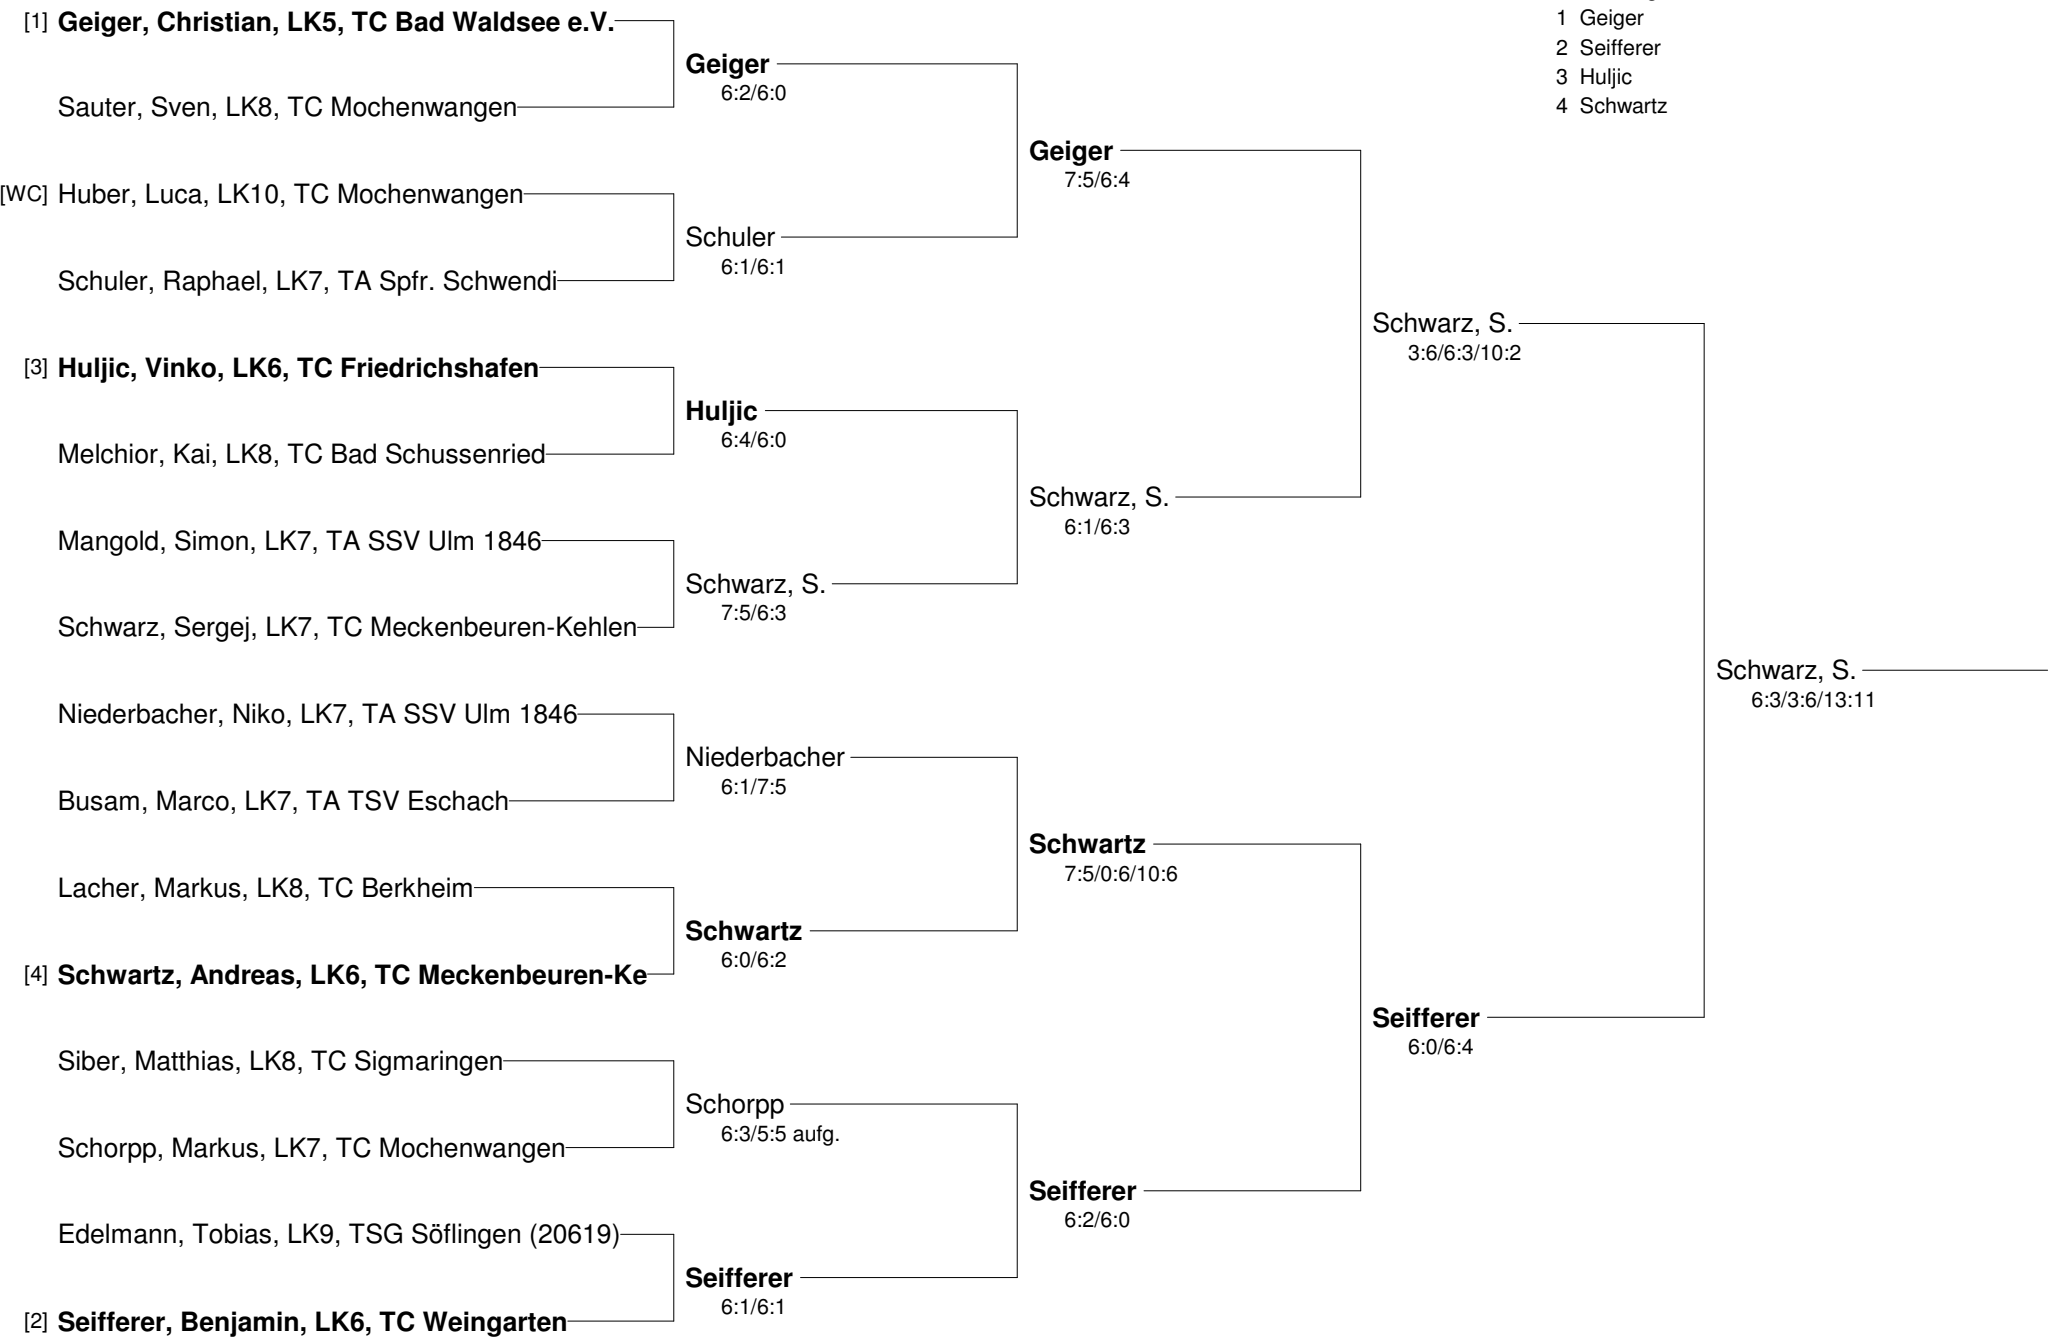 [1] Geiger, Christian, LK5, TC Bad Waldsee e.V.
Sauter, Sven, LK8, TC Mochenwangen
[WC] Huber, Luca, LK10, TC Mochenwangen
Schuler, Raphael, LK7, TA Spfr. Schwendi
[3] Huljic, Vinko, LK6, TC Friedrichshafen
Melchior, Kai, LK8, TC Bad Schussenried
Mangold, Simon, LK7, TA SSV Ulm 1846
Schwarz, Sergej, LK7, TC Meckenbeuren-Kehlen
Niederbacher, Niko, LK7, TA SSV Ulm 1846
Busam, Marco, LK7, TA TSV Eschach
Lacher, Markus, LK8, TC Berkheim
[4] Schwartz, Andreas, LK6, TC Meckenbeuren-Ke
Siber, Matthias, LK8, TC Sigmaringen
Schorpp, Markus, LK7, TC Mochenwangen
Edelmann, Tobias, LK9, TSG Söflingen (20619)
[2] Seifferer, Benjamin, LK6, TC Weingarten
Geiger
6:2/6:0
Schuler
6:1/6:1
Huljic
6:4/6:0
Schwarz, S.
7:5/6:3
Niederbacher
6:1/7:5
Schwartz
6:0/6:2
Schorpp
6:3/5:5 aufg.
Seifferer
6:1/6:1
Geiger
7:5/6:4
Schwarz, S.
6:1/6:3
Schwartz
7:5/0:6/10:6
Seifferer
6:2/6:0
Schwarz, S.
3:6/6:3/10:2
Seifferer
6:0/6:4
Schwarz, S.
6:3/3:6/13:11
1 Geiger
2 Seifferer
3 Huljic
4 Schwartz